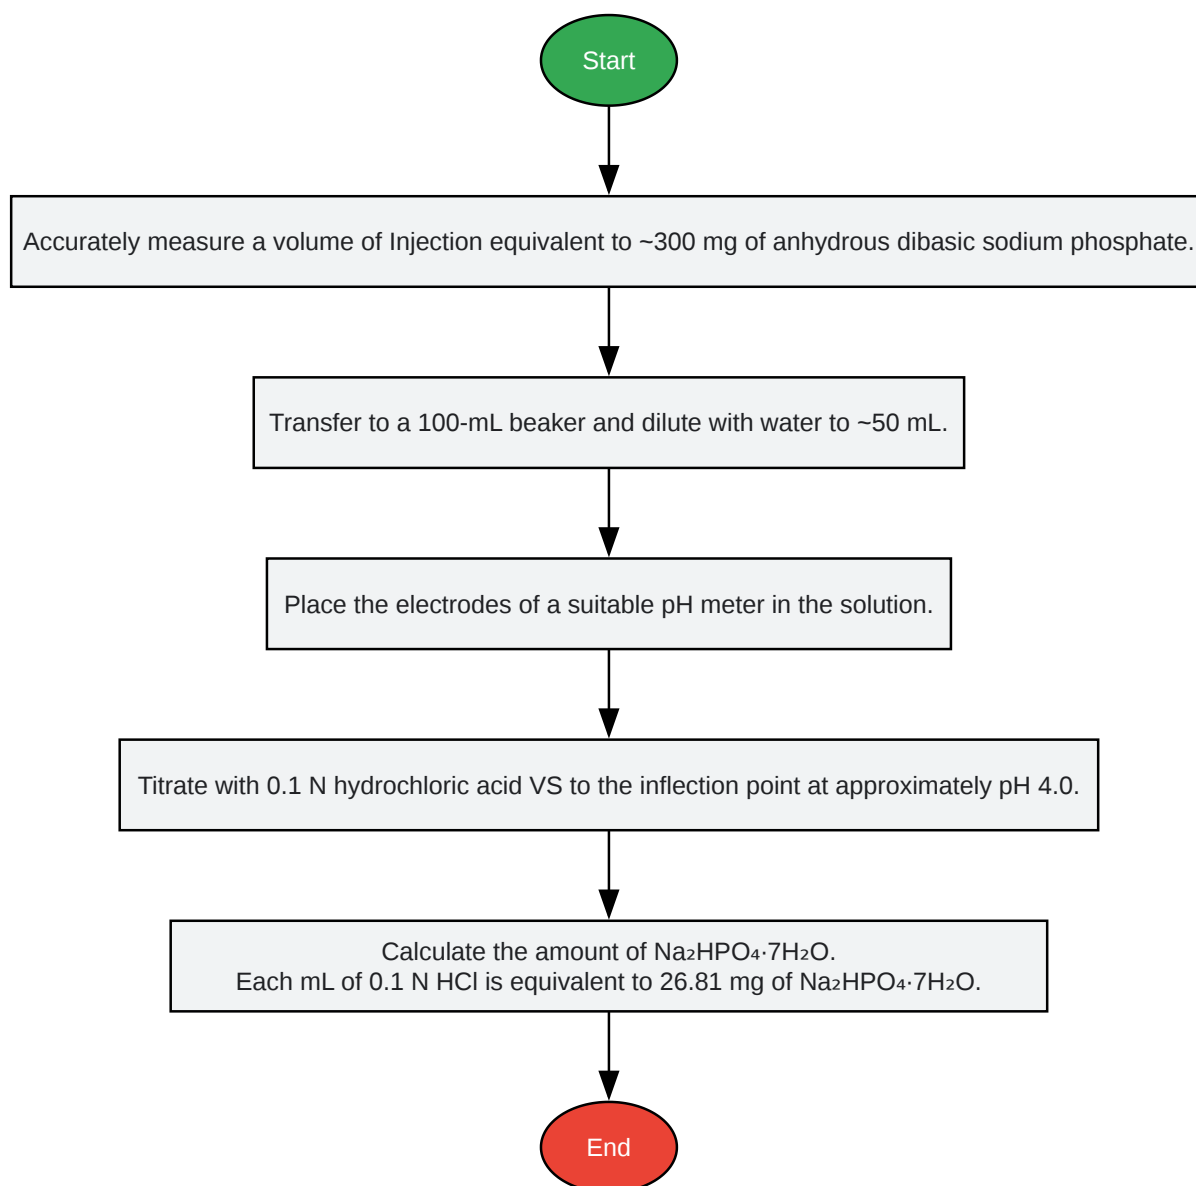 Start
Accurately measure a volume of Injection equivalent to ~300 mg of anhydrous dibasic sodium phosphate.
Transfer to a 100-mL beaker and dilute with water to ~50 mL.
Place the electrodes of a suitable pH meter in the solution.
Titrate with 0.1 N hydrochloric acid VS to the inflection point at approximately pH 4.0.
Calculate the amount of Na₂HPO₄·7H₂O.
Each mL of 0.1 N HCl is equivalent to 26.81 mg of Na₂HPO₄·7H₂O.
End